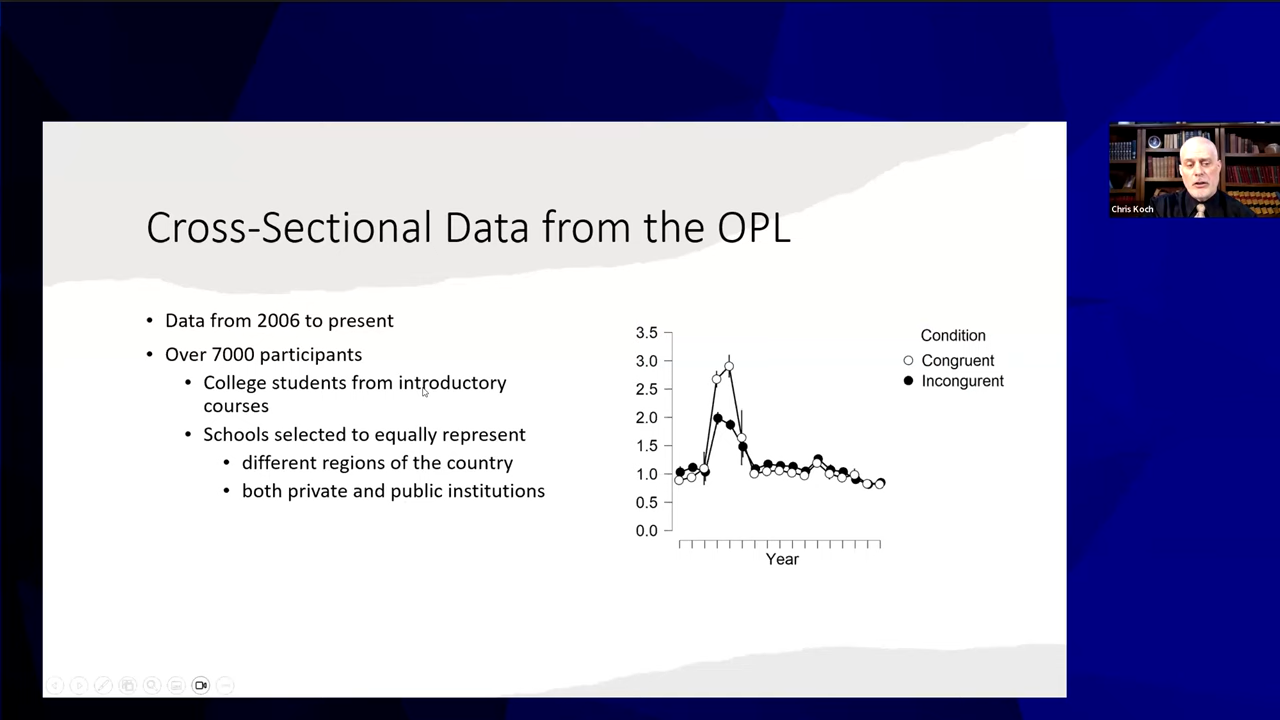 Cross-Sectional Data from the OPL
• Data from 2006 to present
• Over 7000 participants
• College students from introductory
courses
• Schools selected to equally represent
• different regions of the country
• both private and public institutions
3.5
3.0
2.5
2.0
1.5
1.0
0.5
0.0
Year
Condition
Congruent
Incongurent
Chris Koch